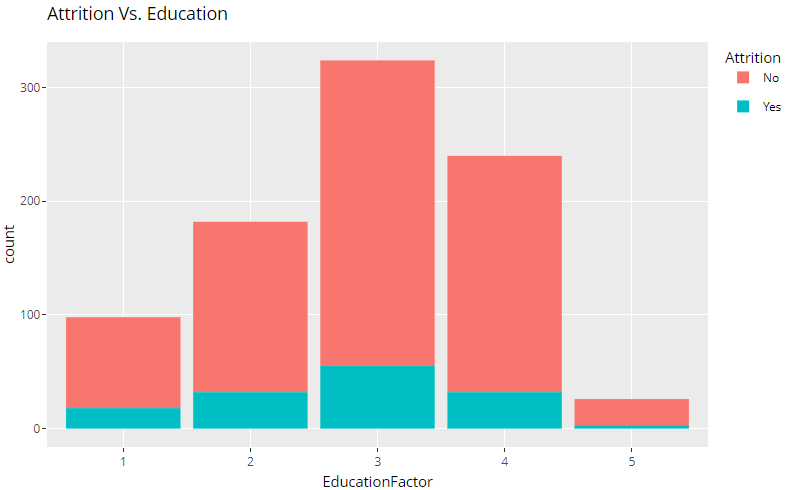 Attrition Vs. Education
Attrition
No
Yes
300
200
100
0
count
1 2 3 4 5
EducationFactor